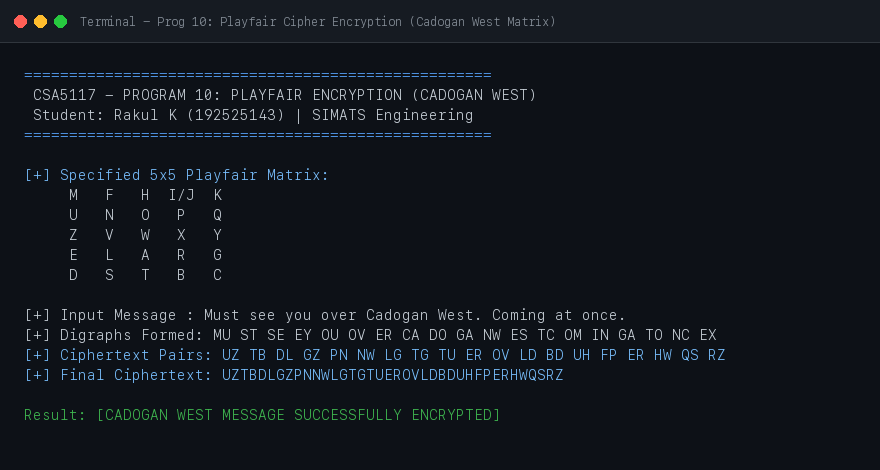 Terminal — Prog 10: Playfair Cipher Encryption (Cadogan West Matrix)
====================================================
CSA5117 — PROGRAM 10: PLAYFAIR ENCRYPTION (CADOGAN WEST)
Student: Rakul K (192525143) | SIMATS Engineering
====================================================
[+] Specified 5x5 Playfair Matrix:
M F H I/J K
U N O P Q
Z V W X Y
E L A R G
D S T B C
[+] Input Message : Must see you over Cadogan West. Coming at once.
[+] Digraphs Formed: MU ST SE EY OU OV ER CA DO GA NW ES TC OM IN GA TO NC EX
[+] Ciphertext Pairs: UZ TB DL GZ PN NW LG TG TU ER OV LD BD UH FP ER HW QS RZ
[+] Final Ciphertext: UZTBDLGZPNNWLGTGTUEROVLDBDUHFPERHWQSRZ
Result: [CADOGAN WEST MESSAGE SUCCESSFULLY ENCRYPTED]